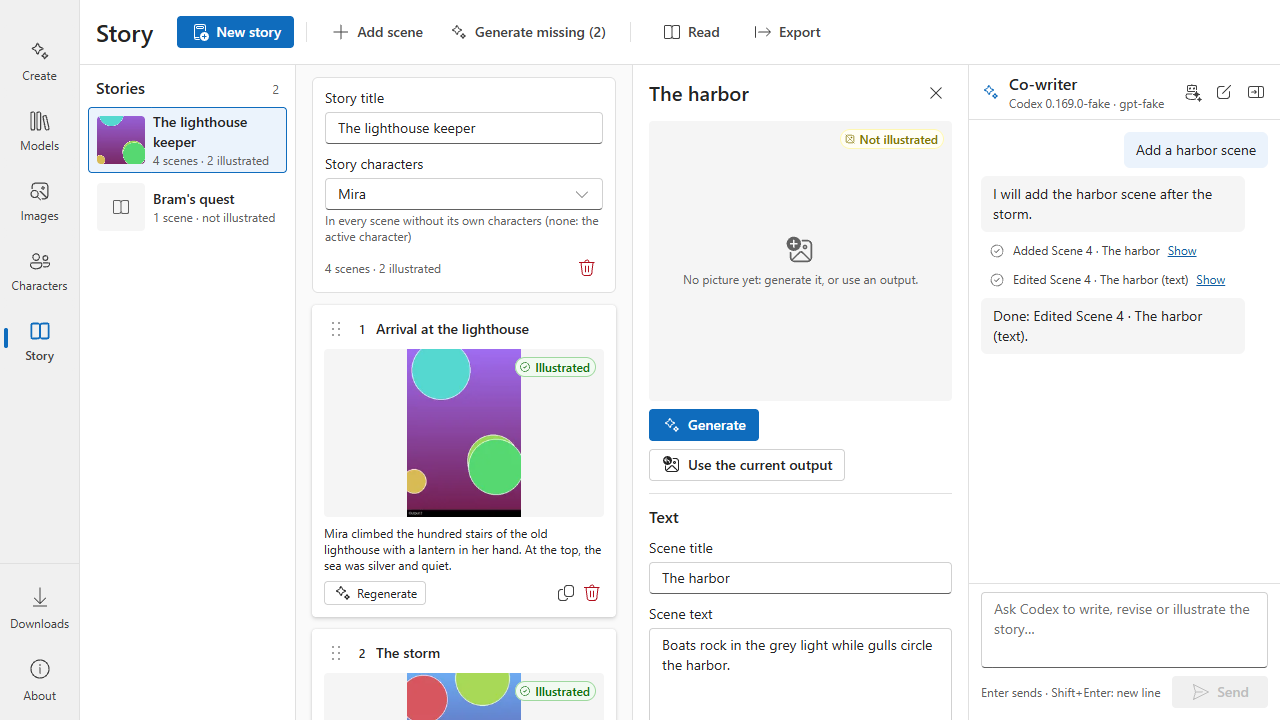 Create
Models
Images
Characters
Story
Downloads
About
Story
New story
Add scene
Generate missing (2)
Read
Export
Stories
2
The lighthouse
keeper
4 scenes · 2 illustrated
Bram's quest
1 scene · not illustrated
Story title
The lighthouse keeper
Story characters
Mira
In every scene without its own characters (none: the
active character)
4 scenes · 2 illustrated
1 Arrival at the lighthouse
Illustrated
Mira climbed the hundred stairs of the old
lighthouse with a lantern in her hand. At the top, the
sea was silver and quiet.
Regenerate
2 The storm
Illustrated
The harbor
Not illustrated
No picture yet: generate it, or use an output.
Generate
Use the current output
Text
Scene title
The harbor
Scene text
Boats rock in the grey light while gulls circle
the harbor.
Co-writer
Codex 0.169.0-fake · gpt-fake
Add a harbor scene
I will add the harbor scene after the
storm.
Added Scene 4 · The harbor Show
Edited Scene 4 · The harbor (text) Show
Done: Edited Scene 4 · The harbor
(text).
Ask Codex to write, revise or illustrate the
story...
Enter sends · Shift+Enter: new line
Send